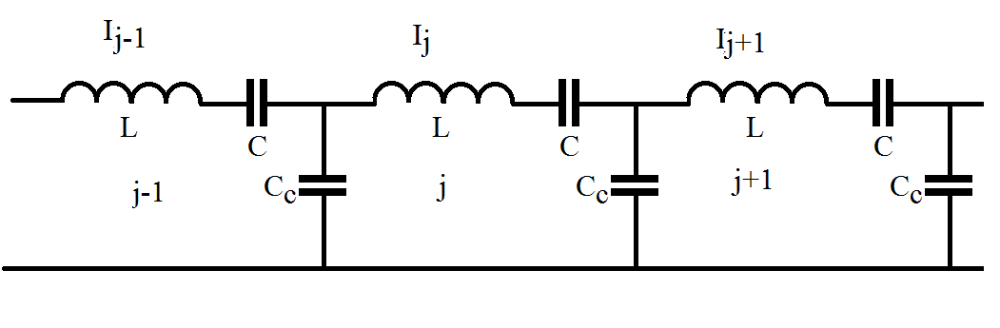 Ij-1 Ij Ij+1
L L L
C C C
Cc Cc Cc
j-1 j j+1